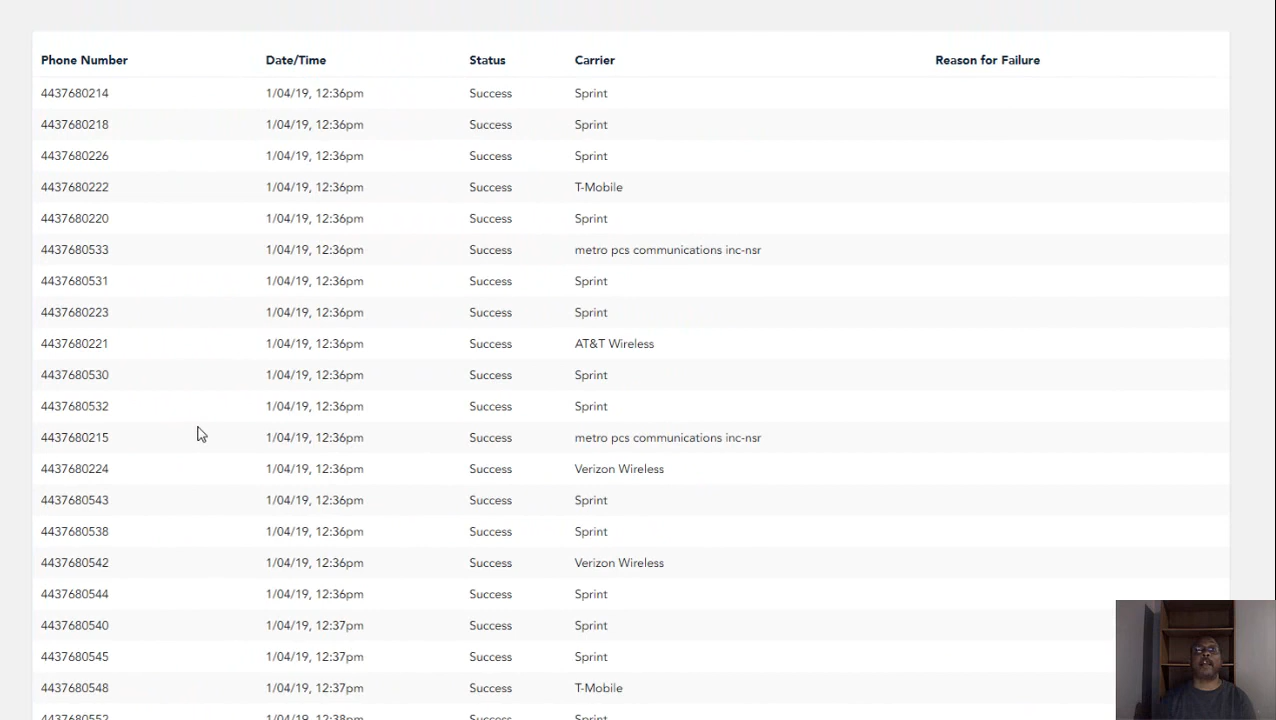 Phone Number Date/Time Status Carrier Reason for Failure
4437680214 1/04/19, 12:36pm Success Sprint
4437680218 1/04/19, 12:36pm Success Sprint
4437680226 1/04/19, 12:36pm Success Sprint
4437680222 1/04/19, 12:36pm Success T-Mobile
4437680220 1/04/19, 12:36pm Success Sprint
4437680533 1/04/19, 12:36pm Success metro pcs communications inc-nsr
4437680531 1/04/19, 12:36pm Success Sprint
4437680223 1/04/19, 12:36pm Success Sprint
4437680221 1/04/19, 12:36pm Success AT&T Wireless
4437680530 1/04/19, 12:36pm Success Sprint
4437680532 1/04/19, 12:36pm Success Sprint
4437680215 1/04/19, 12:36pm Success metro pcs communications inc-nsr
4437680224 1/04/19, 12:36pm Success Verizon Wireless
4437680543 1/04/19, 12:36pm Success Sprint
4437680538 1/04/19, 12:36pm Success Sprint
4437680542 1/04/19, 12:36pm Success Verizon Wireless
4437680544 1/04/19, 12:36pm Success Sprint
4437680540 1/04/19, 12:37pm Success Sprint
4437680545 1/04/19, 12:37pm Success Sprint
4437680548 1/04/19, 12:37pm Success T-Mobile
4437680552 1/04/19, 12:38pm Success Sprint